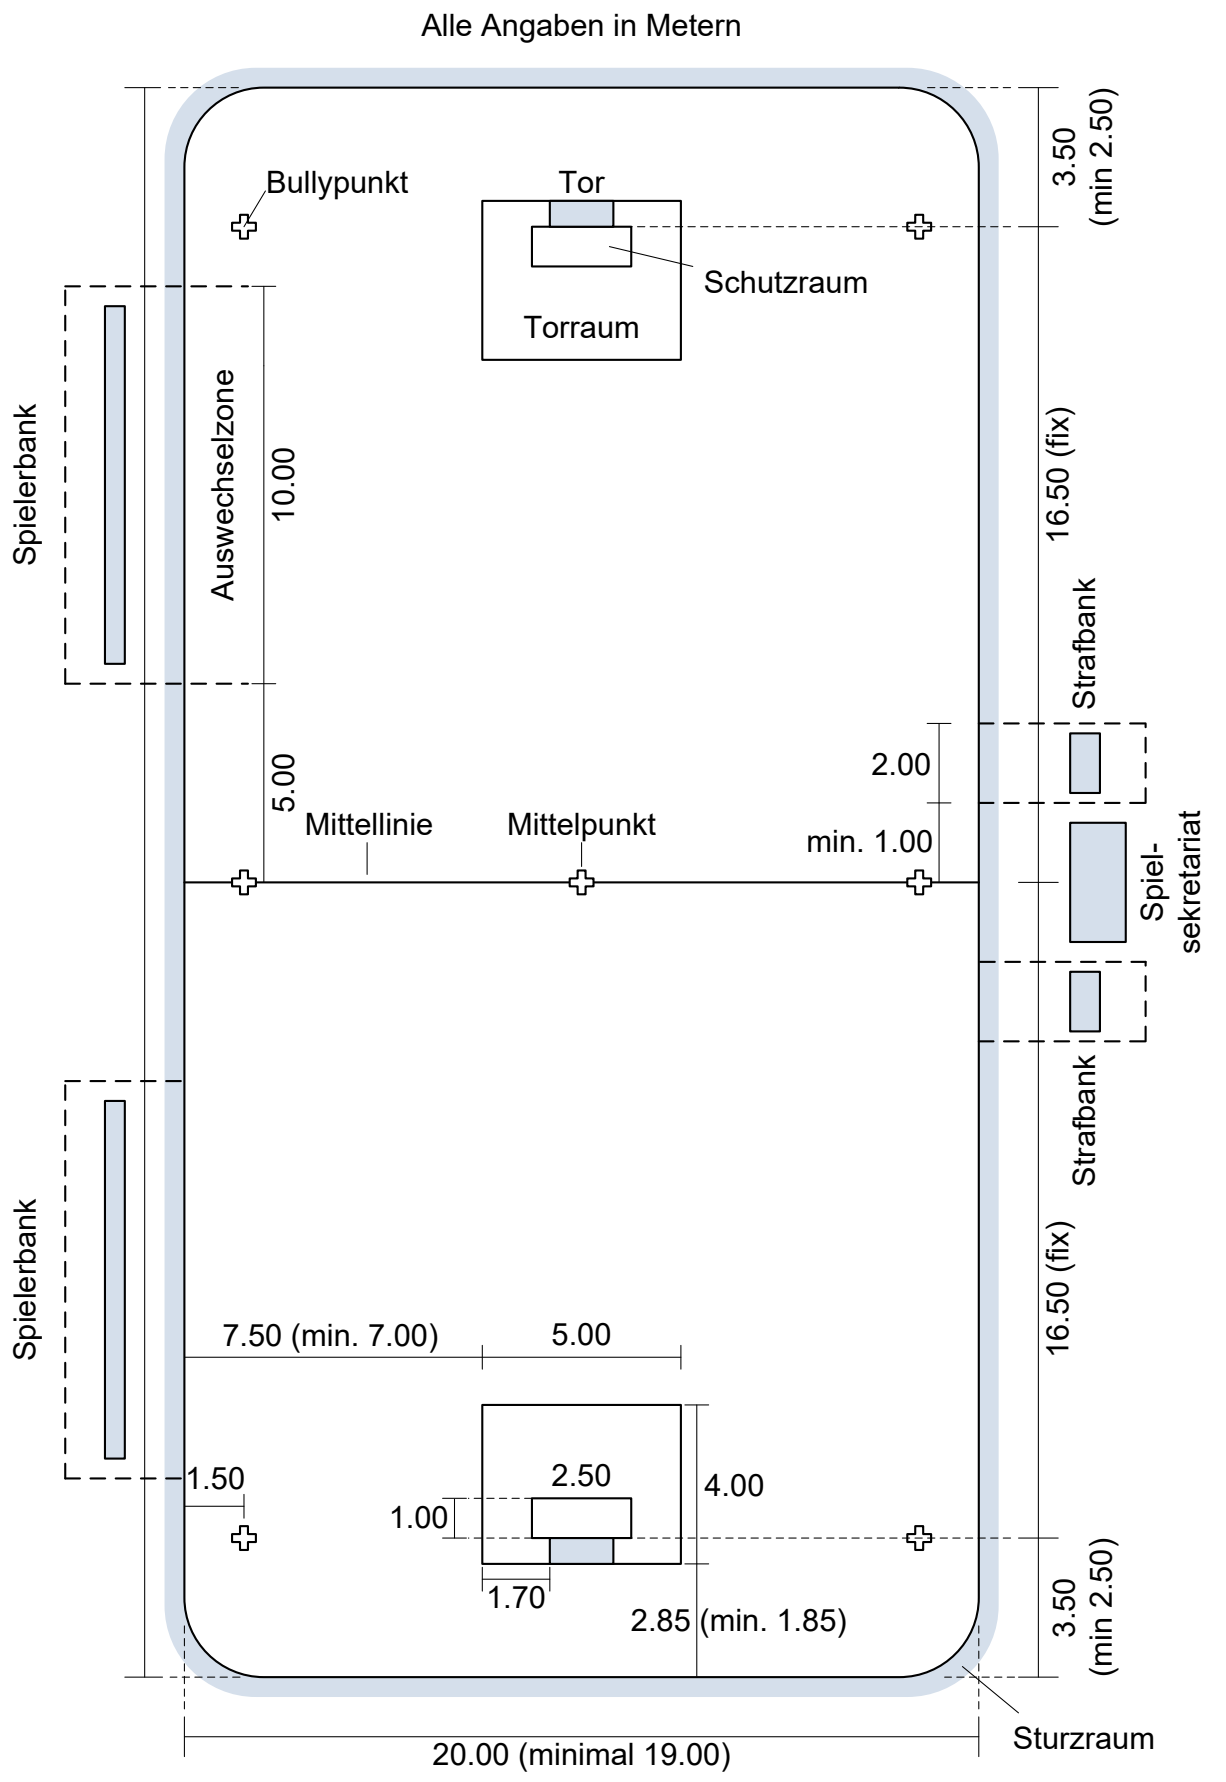 Alle Angaben in Metern
3.50
(min 2.50)
Bullypunkt
Tor
Schutzraum
Torraum
Spielerbank
Auswechselzone
10.00
16.50 (fix)
Strafbank
5.00
2.00
Mittellinie
Mittelpunkt
min. 1.00
Spiel-
sekretariat
Strafbank
Spielerbank
16.50 (fix)
7.50 (min. 7.00)
5.00
1.50
2.50
4.00
1.00
1.70
2.85 (min. 1.85)
3.50
(min 2.50)
Sturzraum
20.00 (minimal 19.00)